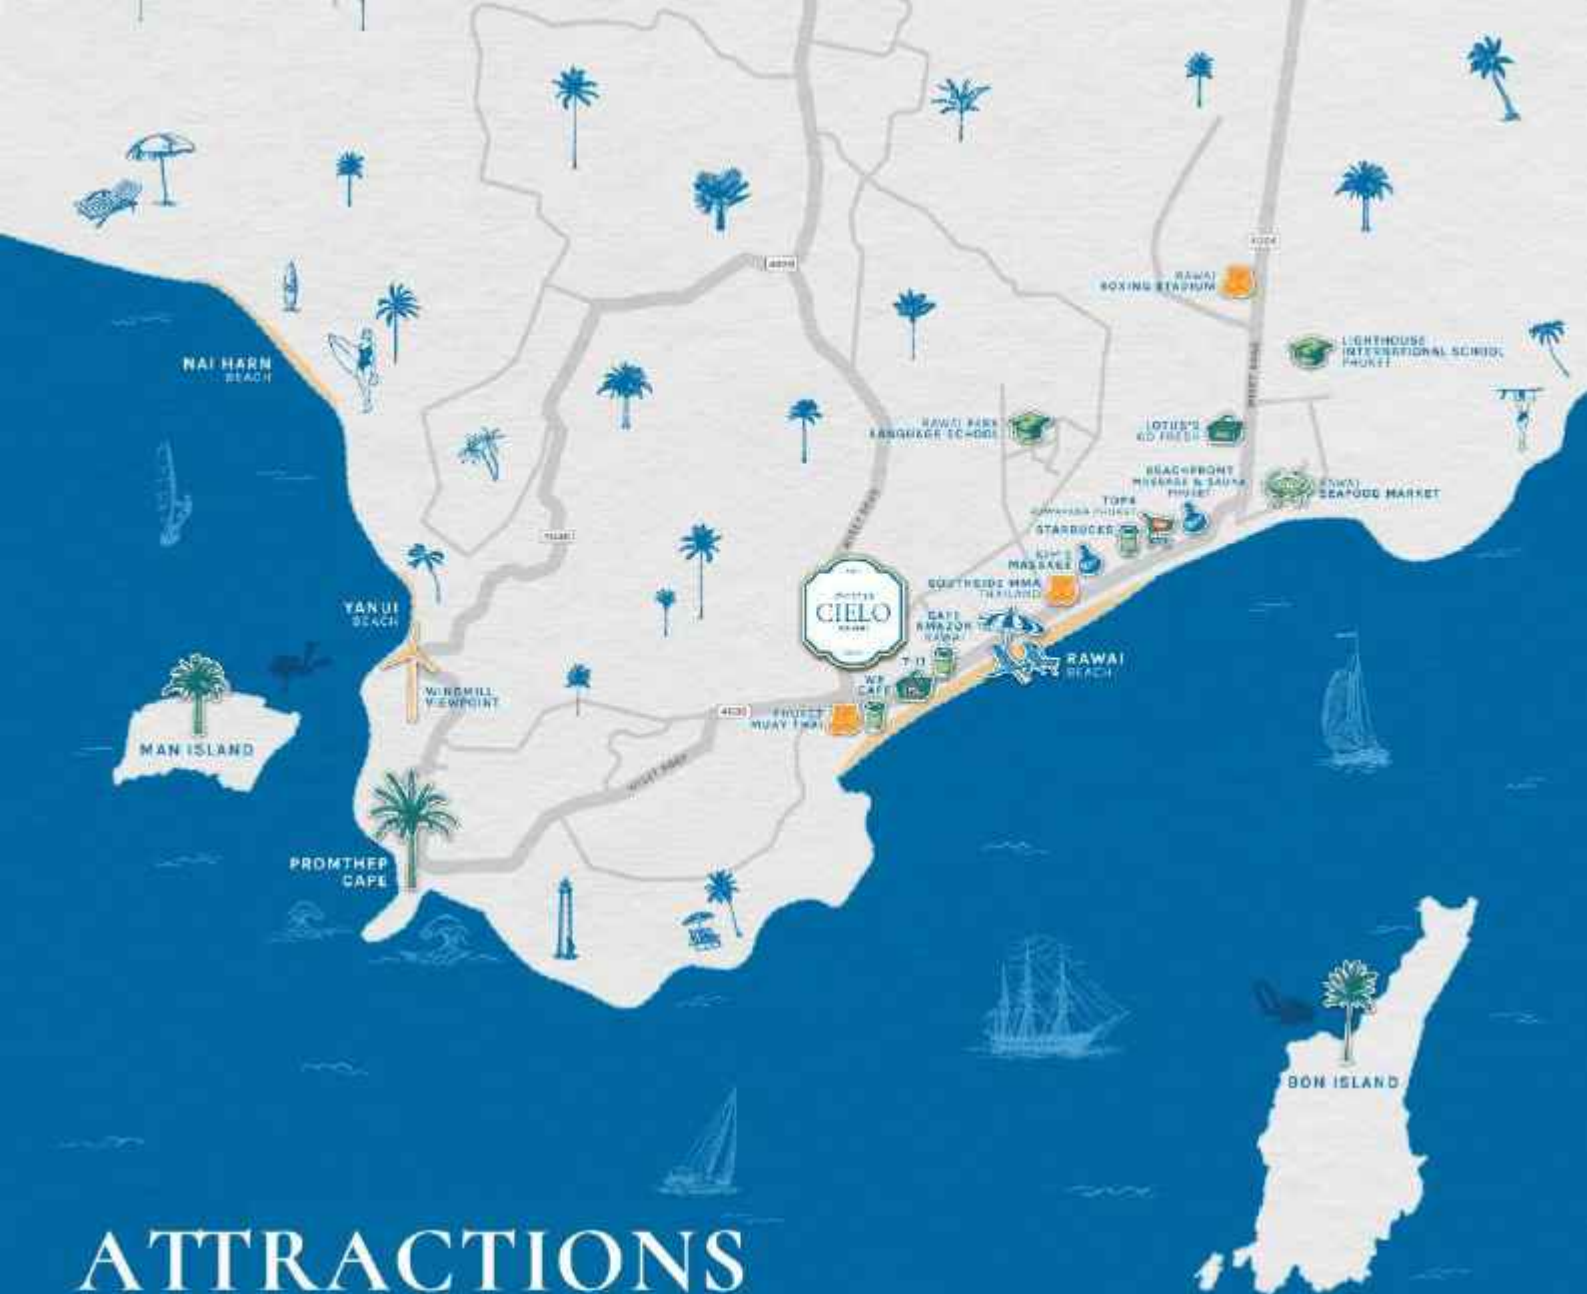 RAWAI
BOXING STADIUM
LIGHTHOUSE
INTERNATIONAL SCHOOL
PHUKET
NAI HARN
BEACH
RAWAI PARK
LANGUAGE SCHOOL
LOTUS'S
GO FRESH
BEACHFRONT
MASSAGE & SAUNA
PHUKET
RAWAI
SEAFOOD MARKET
TOPS
STARBUCKS
MASSAGE
SOUTHSIDE MMA
THAILAND
YANUI
BEACH
CIELO
CAFE
AMAZON
RAWAI
7-11
RAWAI
BEACH
WINDMILL
VIEWPOINT
CAFE
4030
PHUKET
MUAY THAI
MAN ISLAND
PROMTHEP
CAPE
BON ISLAND
ATTRACTIONS